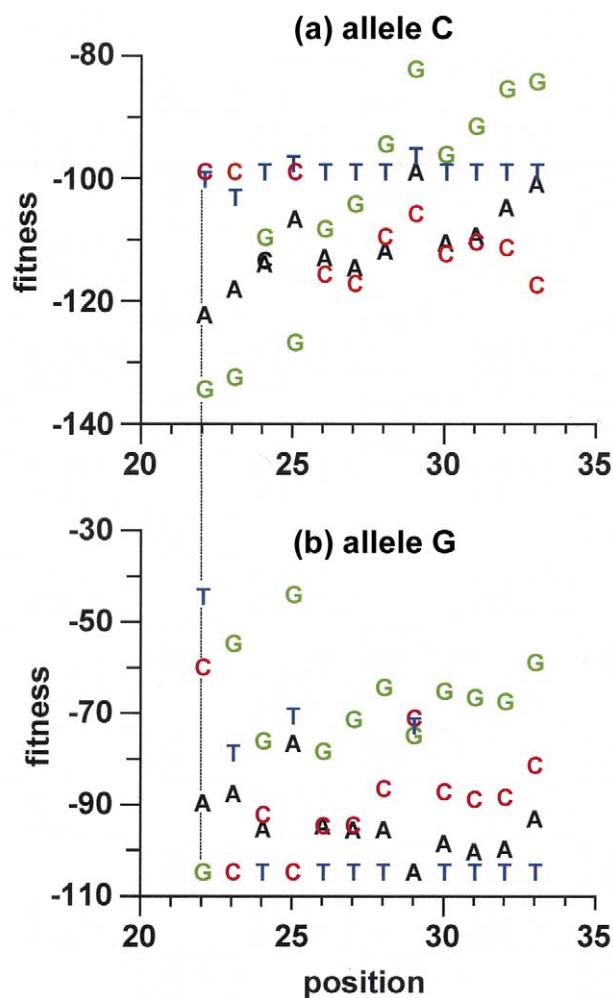 (a) allele C
-80
G
G
G
G
G G
-100 C C T T C T T T T T T T T T
T T A A
G A A G C G A
fitness
G C A A C A A A C A A C C C
-120 A A C C
G
G G
-140
20 25 30 35
-30
(b) allele G
T G
-50
G
C G
G G G G
-70 T G C T G
T G G A C
-90 A A C C C C C A
A A C A C A A A A A
-110 G C T C T T T A T T T T
fitness
20 25 30 35
position